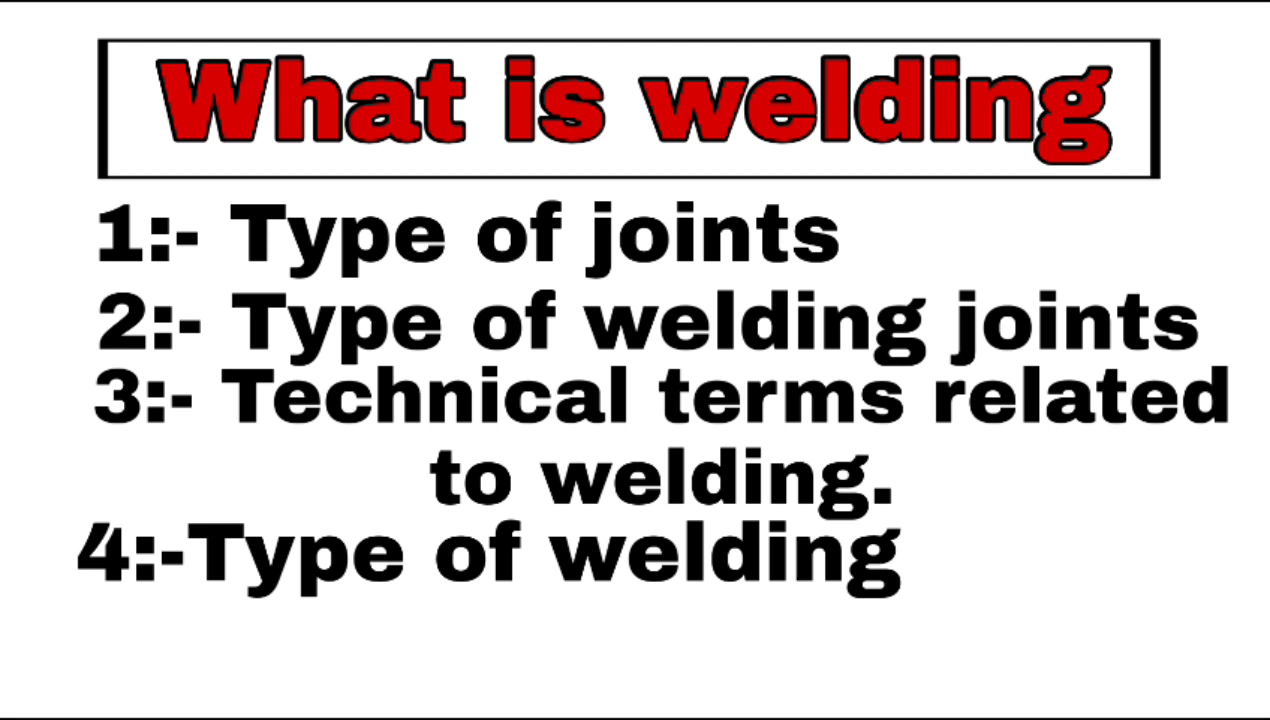 What is welding
1:- Type of joints
2:- Type of welding joints
3:- Technical terms related
to welding.
4:-Type of welding